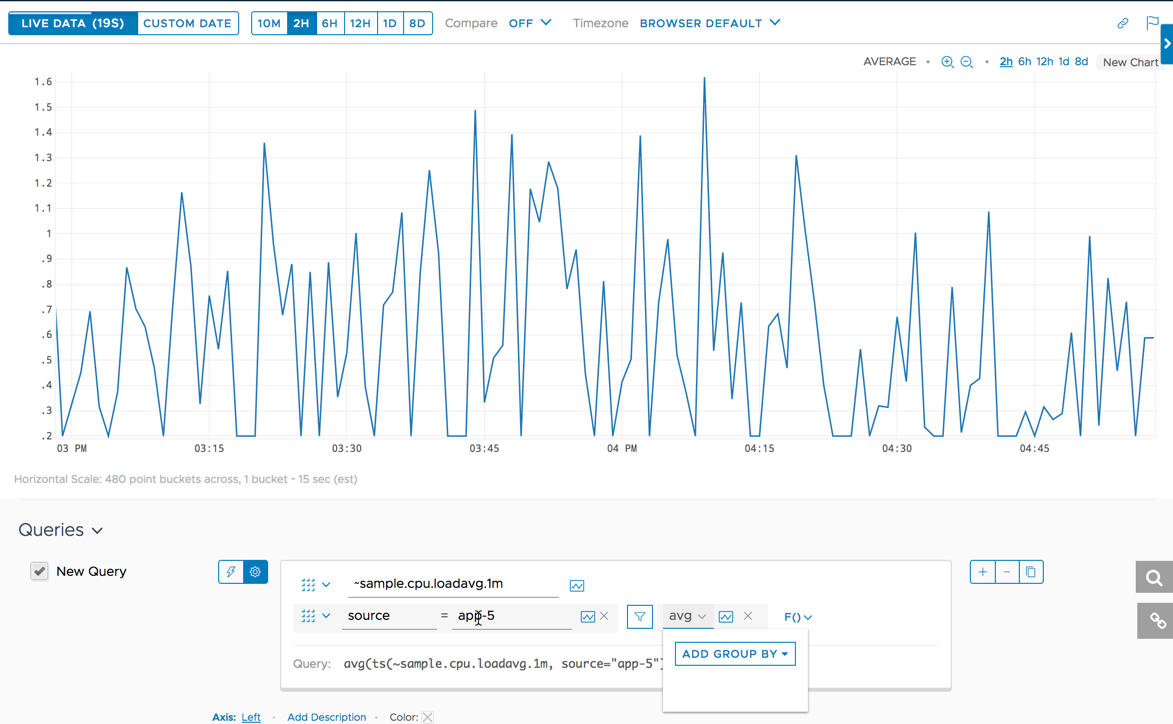 LIVE DATA (19S) CUSTOM DATE 10M 2H 6H 12H 1D 8D Compare OFF Timezone BROWSER DEFAULT
AVERAGE • • 2h 6h 12h 1d 8d New Chart
1.6
1.5
1.4
1.3
1.2
1.1
1
.9
.8
.7
.6
.5
.4
.3
.2
03 PM 03:15 03:30 03:45 04 PM 04:15 04:30 04:45
Horizontal Scale: 480 point buckets across, 1 bucket ~ 15 sec (est)
Queries
New Query
~sample.cpu.loadavg.1m
source = app-5 avg F()
ADD GROUP BY
Query: avg(ts(~sample.cpu.loadavg.1m, source="app-5")
Axis: Left • Add Description • Color: